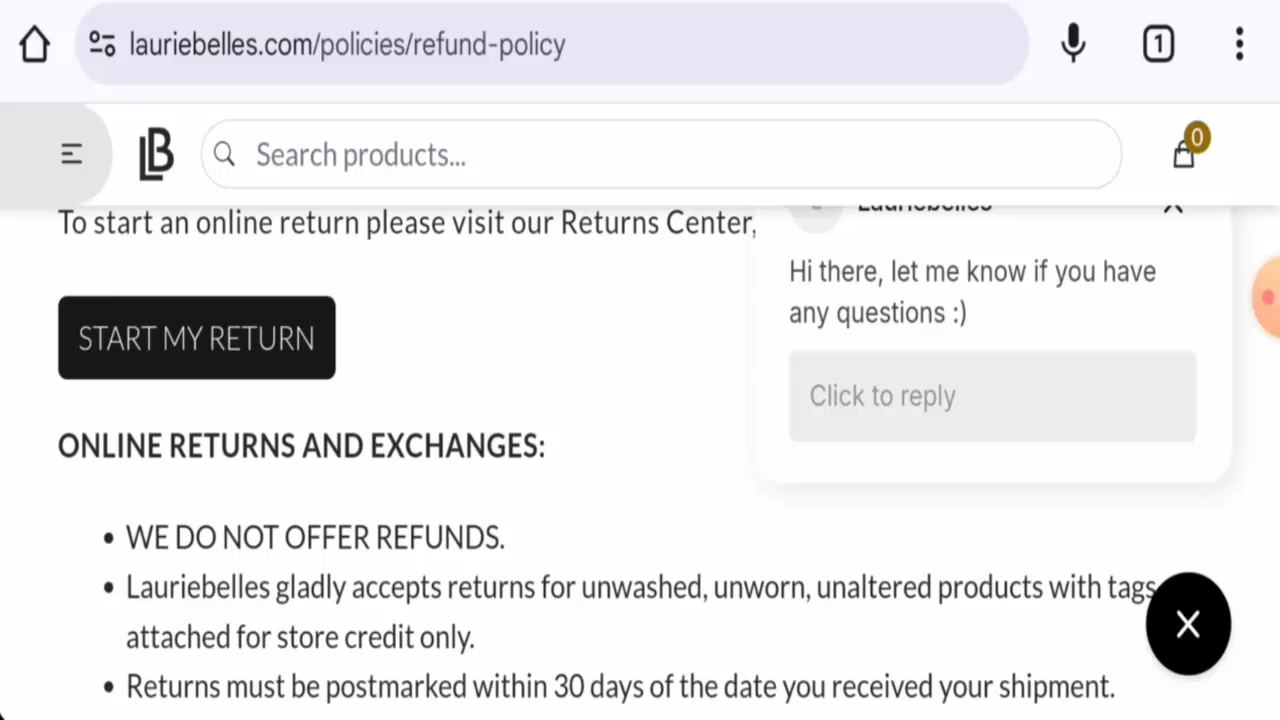 lauriebelles.com/policies/refund-policy
1
LB
Search products...
0
To start an online return please visit our Returns Center,
Lauriebelles
Hi there, let me know if you have
any questions :)
Click to reply
START MY RETURN
ONLINE RETURNS AND EXCHANGES:
• WE DO NOT OFFER REFUNDS.
• Lauriebelles gladly accepts returns for unwashed, unworn, unaltered products with tags
attached for store credit only.
• Returns must be postmarked within 30 days of the date you received your shipment.